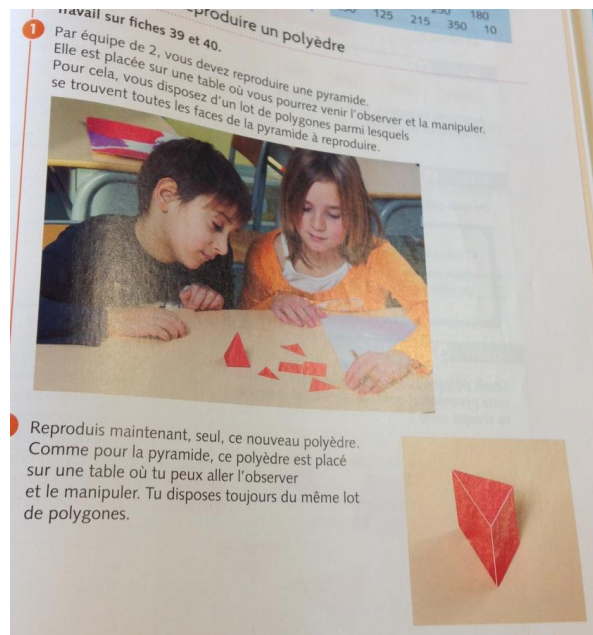 125 250 180
215 350 10
eproduire un polyèdre
Travail sur fiches 39 et 40.
1 Par équipe de 2, vous devez reproduire une pyramide.
Elle est placée sur une table où vous pourrez venir l'observer et la manipuler.
Pour cela, vous disposez d'un lot de polygones parmi lesquels
se trouvent toutes les faces de la pyramide à reproduire.
Reproduis maintenant, seul, ce nouveau polyèdre.
Comme pour la pyramide, ce polyèdre est placé
sur une table où tu peux aller l'observer
et le manipuler. Tu disposes toujours du même lot
de polygones.